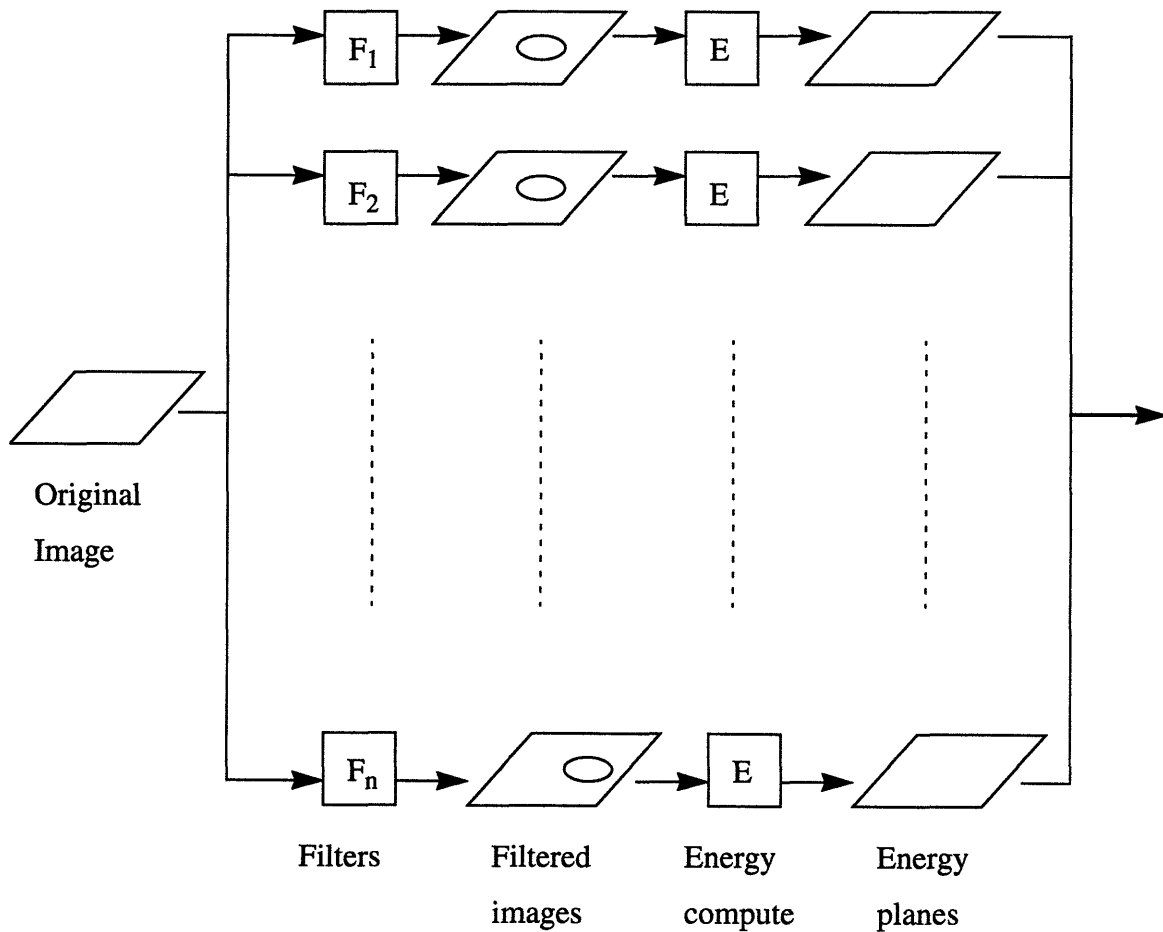 F1
E
F2
E
Original
Image
Fn
E
Filters
Filtered
images
Energy
compute
Energy
planes